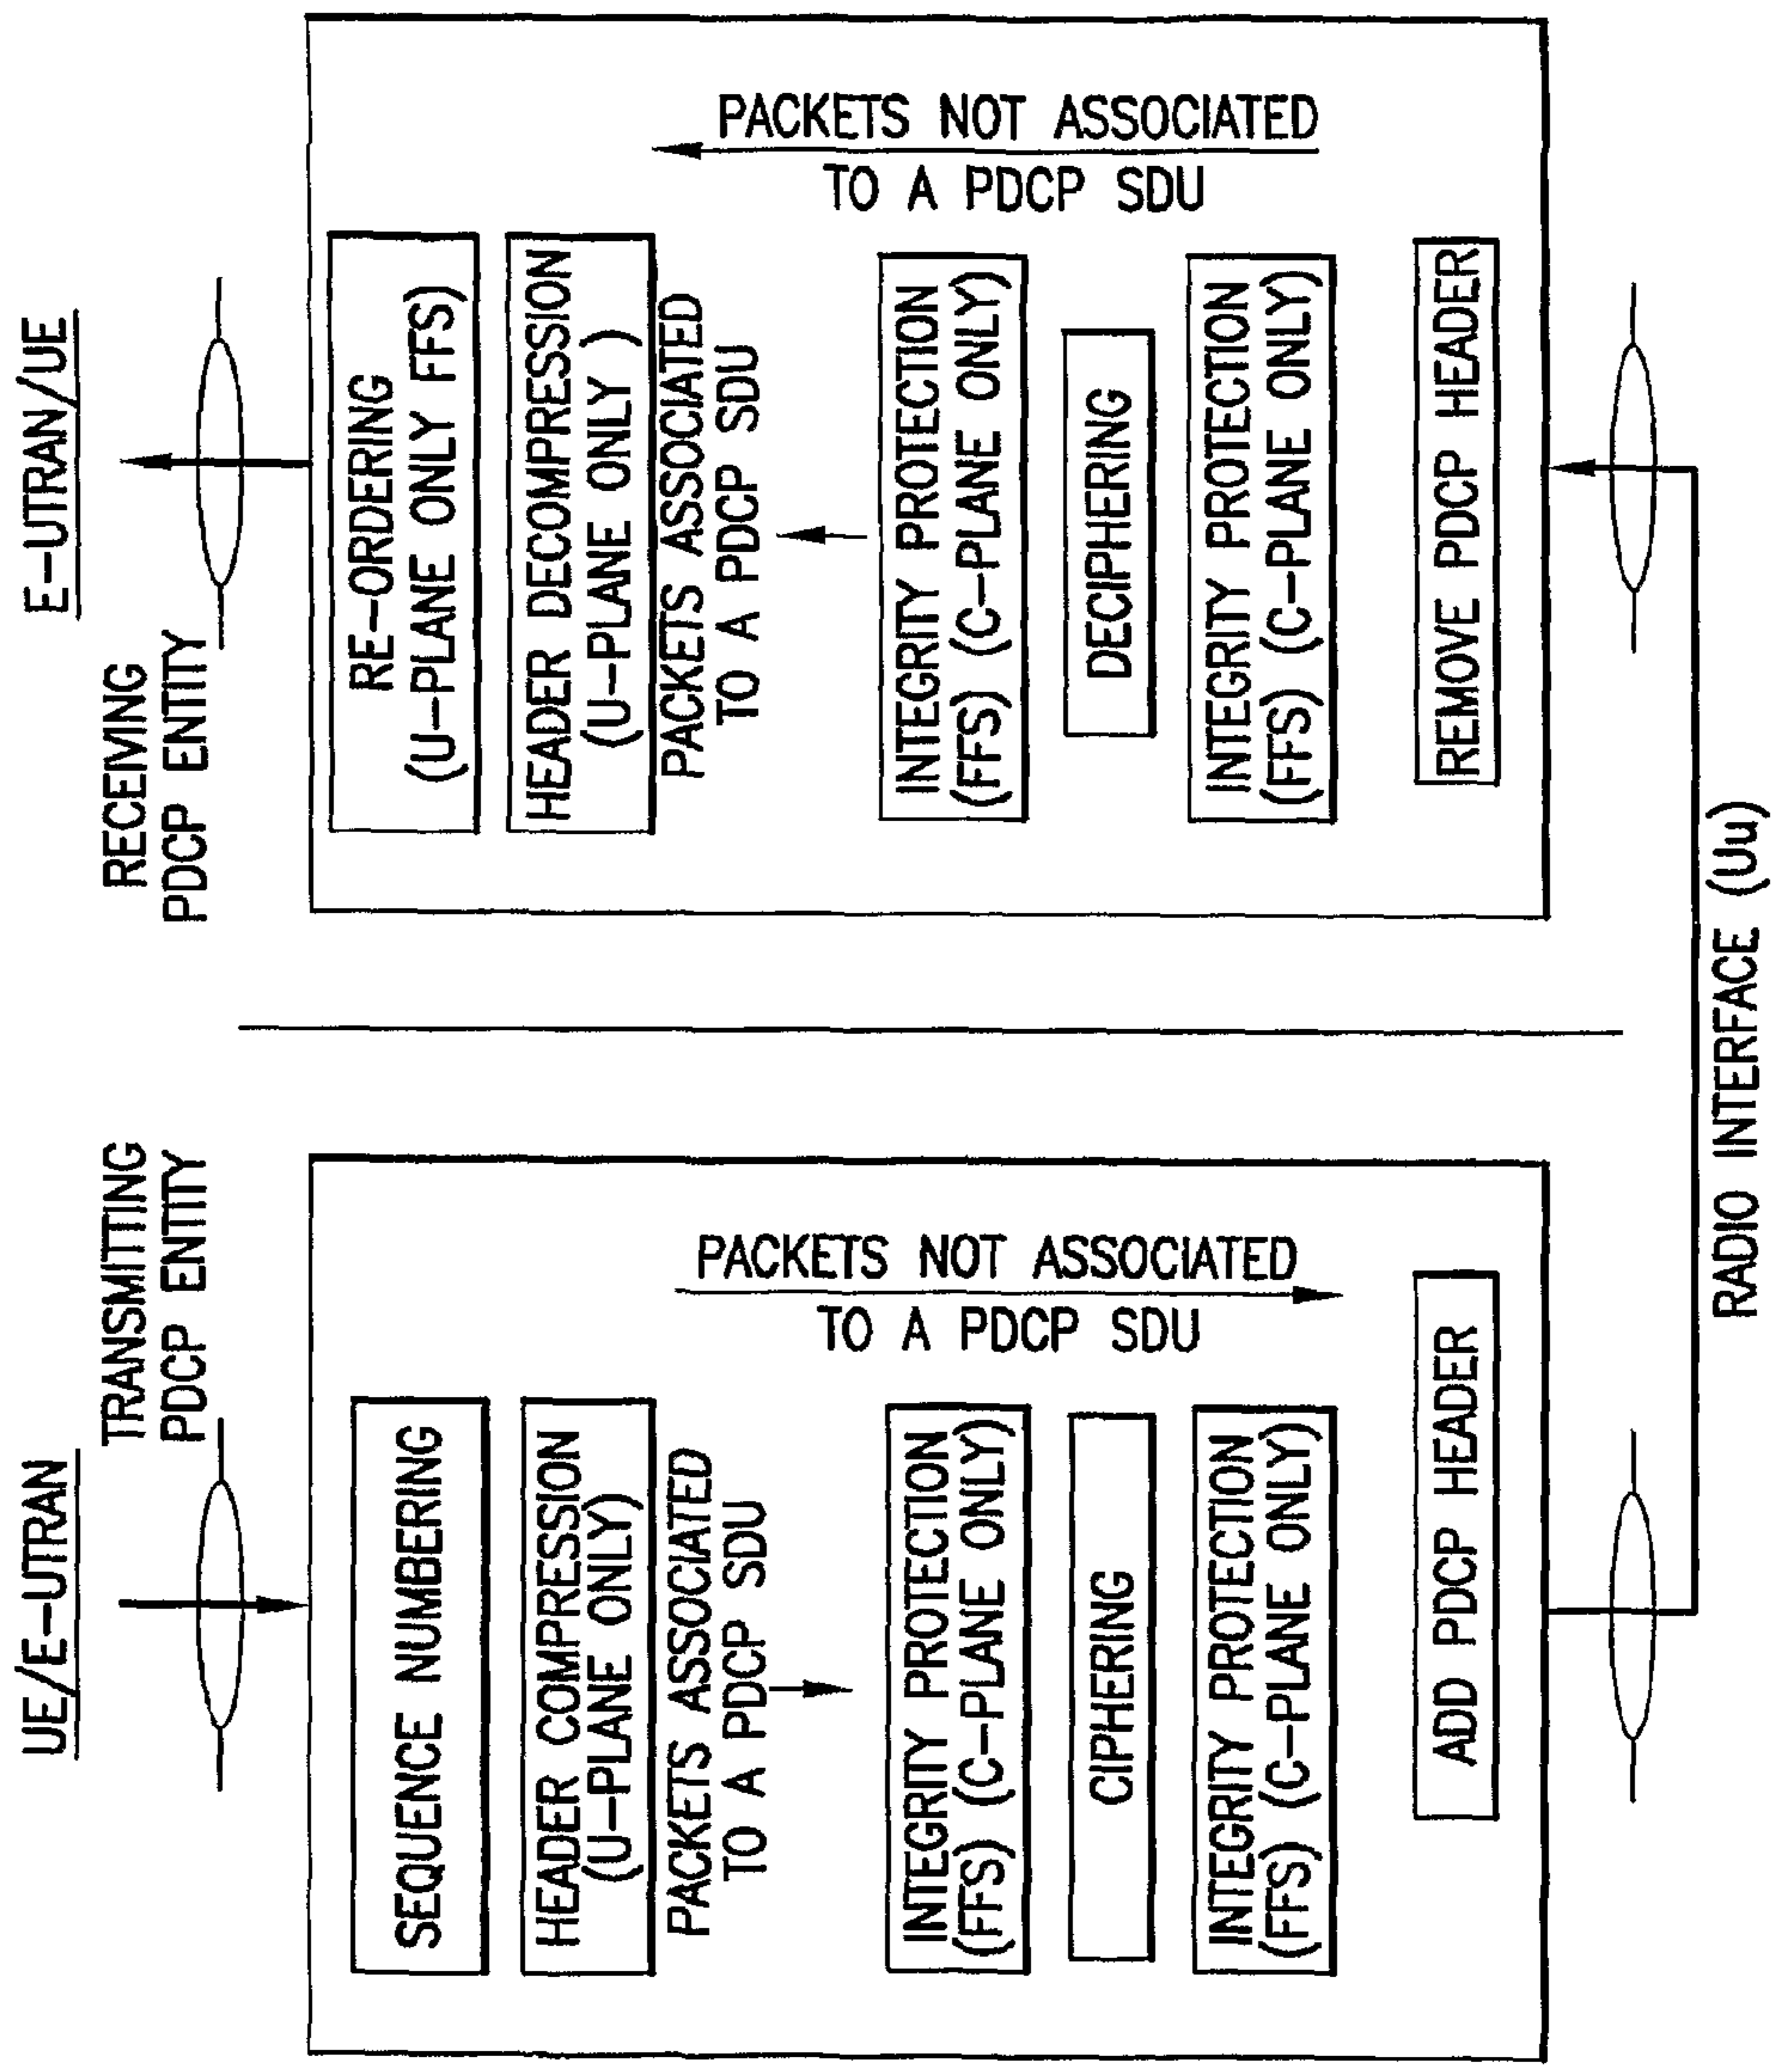 UE/E-UTRAN
TRANSMITTING
PDCP ENTITY
SEQUENCE NUMBERING
HEADER COMPRESSION
(U-PLANE ONLY)
PACKETS ASSOCIATED
TO A PDCP SDU
PACKETS NOT ASSOCIATED
TO A PDCP SDU
INTEGRITY PROTECTION
(FFS) (C-PLANE ONLY)
CIPHERING
INTEGRITY PROTECTION
(FFS) (C-PLANE ONLY)
ADD PDCP HEADER
E-UTRAN/UE
RECEIVING
PDCP ENTITY
RE-ORDERING
(U-PLANE ONLY FFS)
HEADER DECOMPRESSION
(U-PLANE ONLY )
PACKETS ASSOCIATED
TO A PDCP SDU
PACKETS NOT ASSOCIATED
TO A PDCP SDU
INTEGRITY PROTECTION
(FFS) (C-PLANE ONLY)
DECIPHERING
INTEGRITY PROTECTION
(FFS) (C-PLANE ONLY)
REMOVE PDCP HEADER
RADIO INTERFACE (Uu)